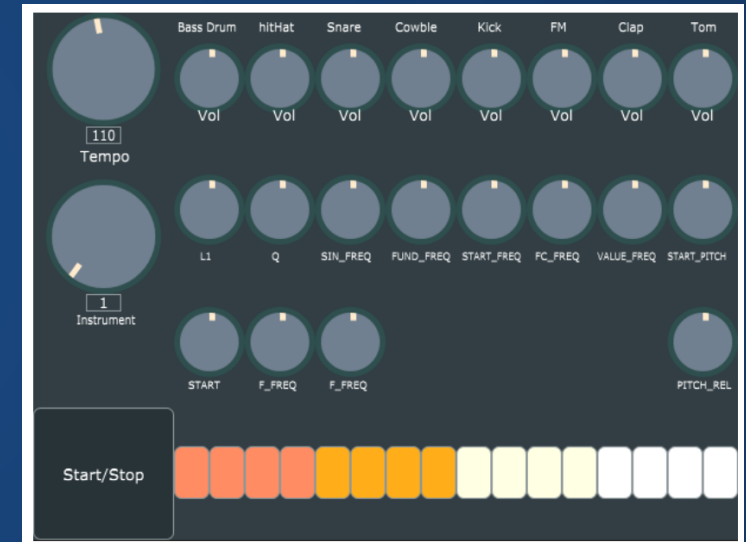 Bass Drum hitHat Snare Cowble Kick FM Clap Tom
Vol Vol Vol Vol Vol Vol Vol Vol
110
Tempo
L1 Q SIN_FREQ FUND_FREQ START_FREQ FC_FREQ VALUE_FREQ START_PITCH
1
Instrument
START F_FREQ F_FREQ PITCH_REL
Start/Stop